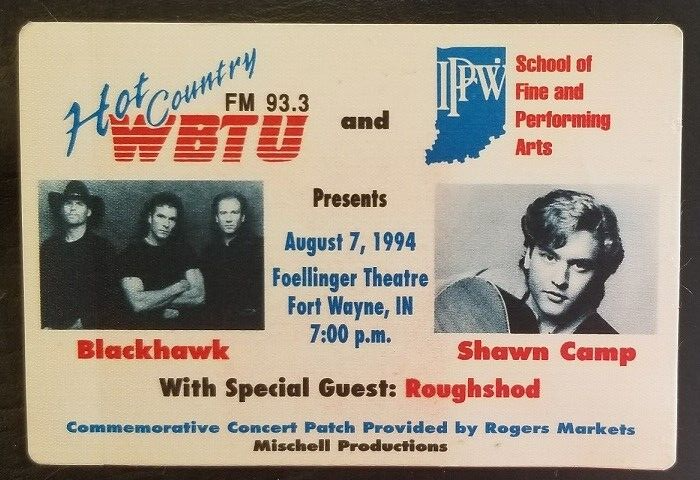 Hot Country
FM 93.3
WBTU
and
IPFW
School of
Fine and
Performing
Arts
Presents
August 7, 1994
Foellinger Theatre
Fort Wayne, IN
7:00 p.m.
Blackhawk
Shawn Camp
With Special Guest: Roughshod
Commemorative Concert Patch Provided by Rogers Markets
Mischell Productions